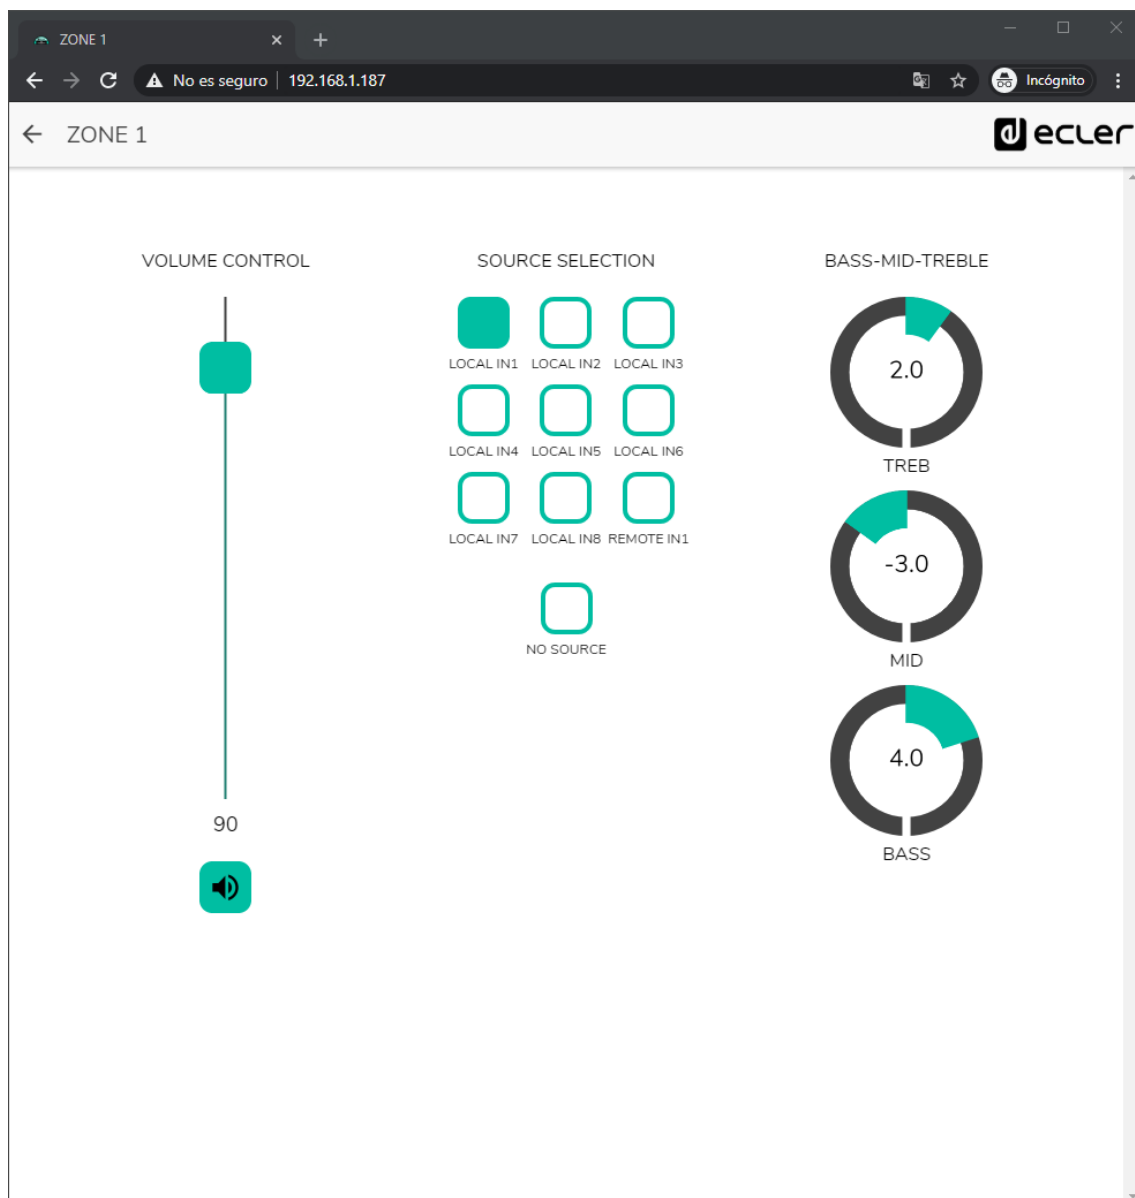 ZONE 1
No es seguro | 192.168.1.187
Incógnito
ZONE 1
ecler
VOLUME CONTROL
SOURCE SELECTION
BASS-MID-TREBLE
LOCAL IN1 LOCAL IN2 LOCAL IN3
LOCAL IN4 LOCAL IN5 LOCAL IN6
LOCAL IN7 LOCAL IN8 REMOTE IN1
NO SOURCE
2.0
TREB
-3.0
MID
4.0
BASS
90